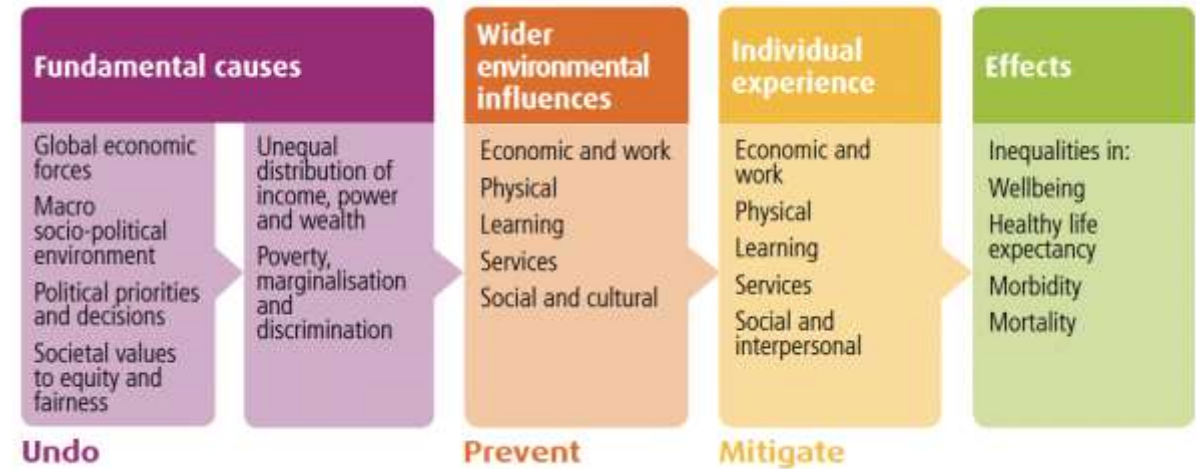 Fundamental causes
Global economic
forces
Macro
socio-political
environment
Political priorities
and decisions
Societal values
to equity and
fairness
Unequal
distribution of
income, power
and wealth
Poverty,
marginalisation
and
discrimination
Undo
Wider
environmental
influences
Economic and work
Physical
Learning
Services
Social and cultural
Prevent
Individual
experience
Economic and
work
Physical
Learning
Services
Social and
interpersonal
Mitigate
Effects
Inequalities in:
Wellbeing
Healthy life
expectancy
Morbidity
Mortality